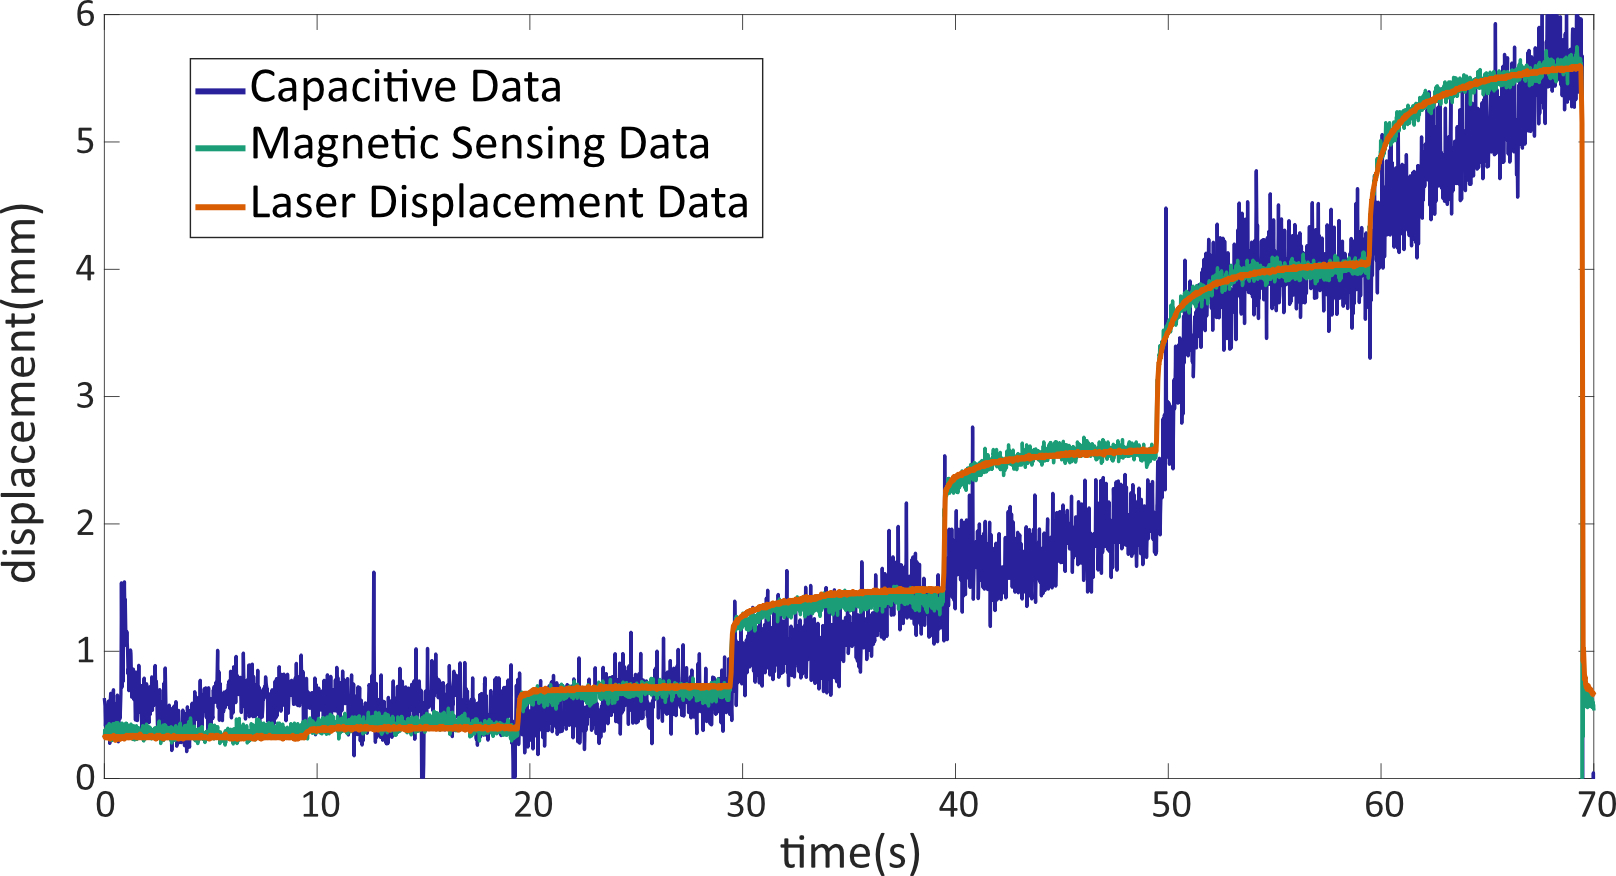 6
5
4
3
2
1
0
displacement(mm)
Capacitive Data
Magnetic Sensing Data
Laser Displacement Data
0 10 20 30 40 50 60 70
time(s)